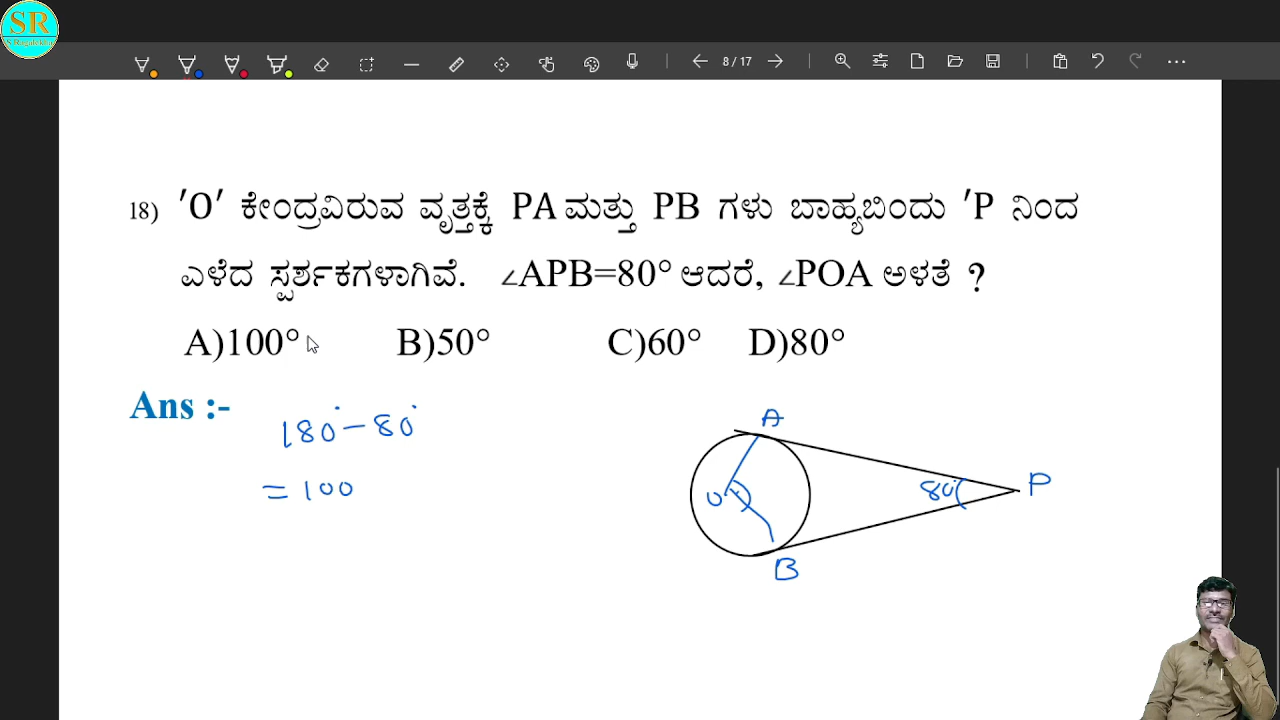 SR
8 / 17
18) 'O' ಕೇಂದ್ರವಿರುವ ವೃತ್ತಕ್ಕೆ PA ಮತ್ತು PB ಗಳು ಬಾಹ್ಯಬಿಂದು 'P ನಿಂದ
ಎಳೆದ ಸ್ಪರ್ಶಕಗಳಾಗಿವೆ. ∠APB=80° ಆದರೆ, ∠POA ಅಳತೆ ?
A)100° B)50° C)60° D)80°
Ans :-
180° - 80°
= 100
A
O
80°
P
B